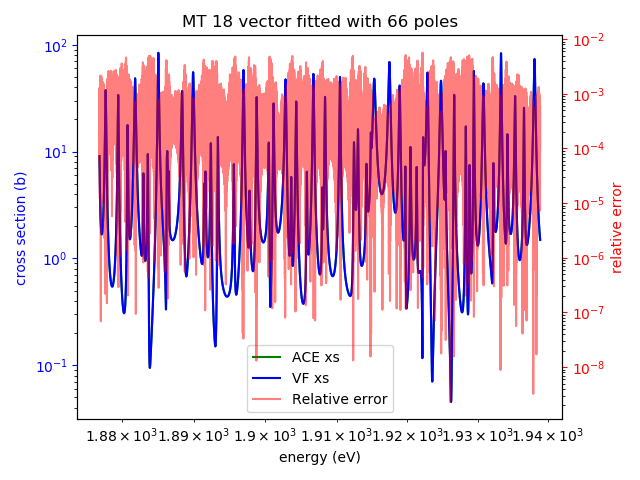 MT 18 vector fitted with 66 poles
10²
10¹
10⁰
10⁻¹
cross section (b)
10⁻²
10⁻³
10⁻⁴
10⁻⁵
10⁻⁶
10⁻⁷
10⁻⁸
relative error
ACE xs
VF xs
Relative error
1.88×10³ 1.89×10³ 1.9×10³ 1.91×10³ 1.92×10³ 1.93×10³ 1.94×10³
energy (eV)